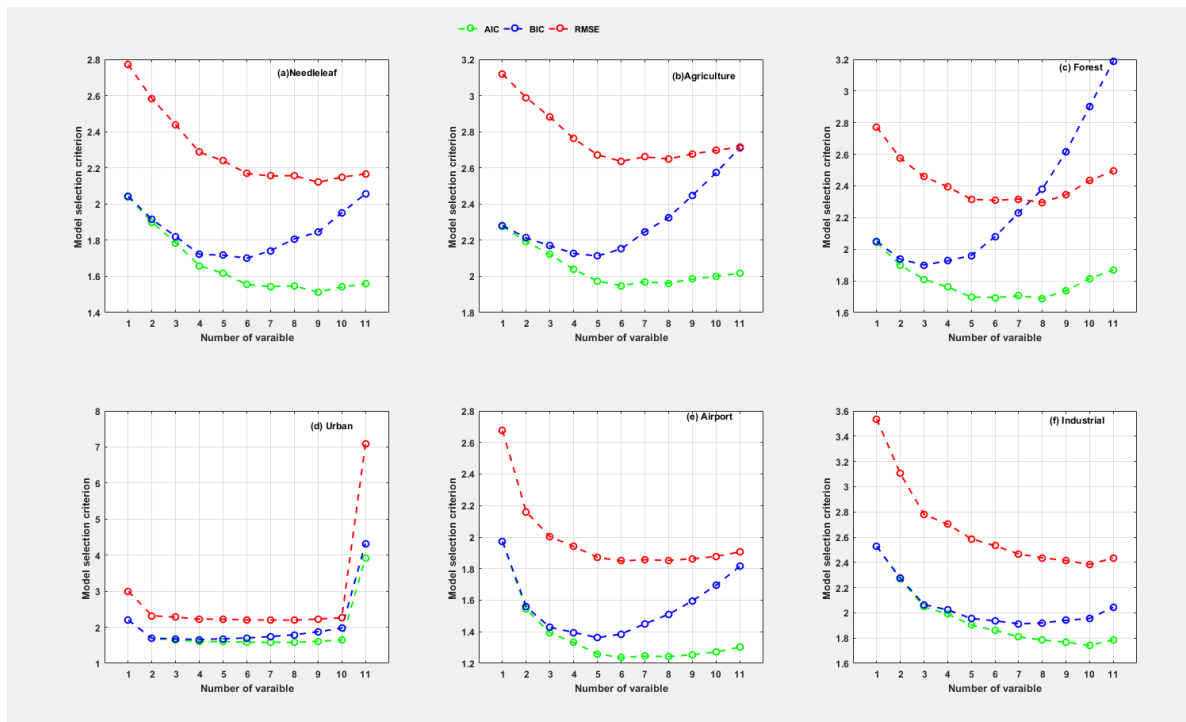 AIC BIC RMSE
(a)Needleleaf
2.8
2.6
2.4
2.2
2
1.8
1.6
1.4
Model selection criterion
1 2 3 4 5 6 7 8 9 10 11
Number of varaible
(b)Agriculture
3.2
3
2.8
2.6
2.4
2.2
2
1.8
Model selection criterion
1 2 3 4 5 6 7 8 9 10 11
Number of varaible
(c) Forest
3.2
3
2.8
2.6
2.4
2.2
2
1.8
1.6
Model selection criterion
1 2 3 4 5 6 7 8 9 10 11
Number of varaible
(d) Urban
8
7
6
5
4
3
2
1
Model selection criterion
1 2 3 4 5 6 7 8 9 10 11
Number of varaible
(e) Airport
2.8
2.6
2.4
2.2
2
1.8
1.6
1.4
1.2
Model selection criterion
1 2 3 4 5 6 7 8 9 10 11
Number of varaible
(f) Industrial
3.6
3.4
3.2
3
2.8
2.6
2.4
2.2
2
1.8
1.6
Model selection criterion
1 2 3 4 5 6 7 8 9 10 11
Number of varaible